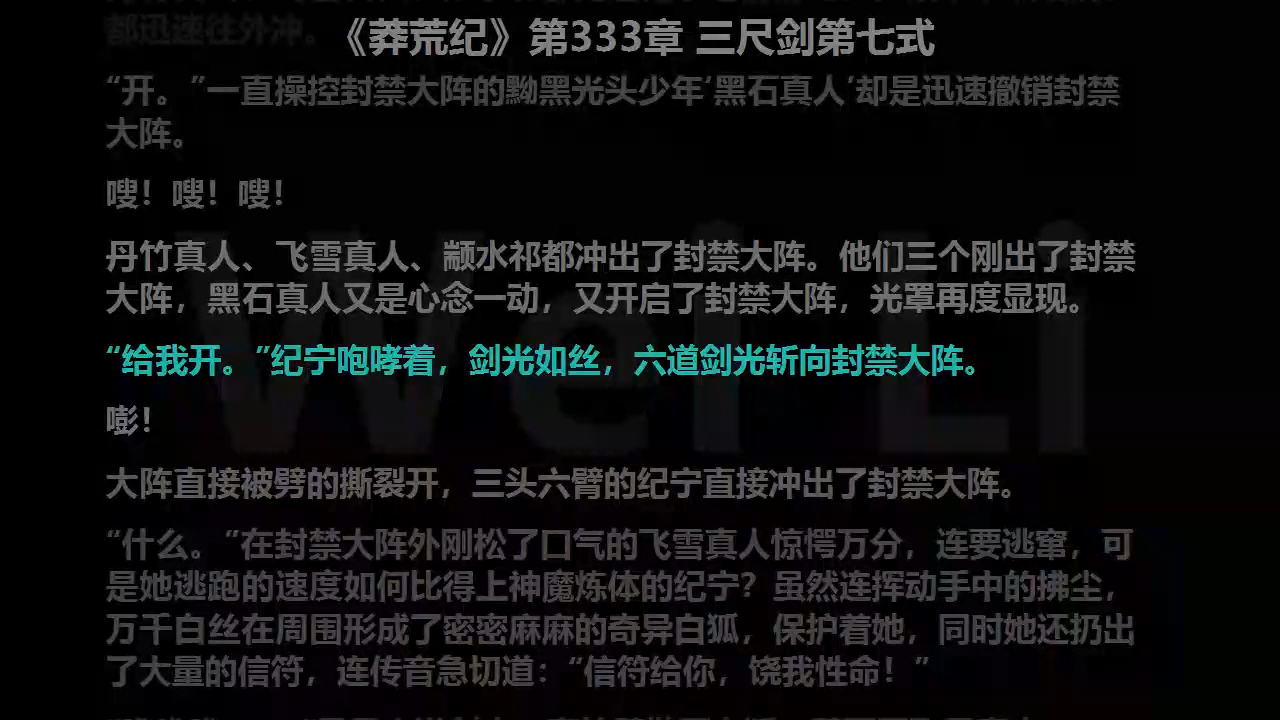 都迅速往外冲。
《莽荒纪》第333章 三尺剑第七式
“开。”一直操控封禁大阵的黝黑光头少年‘黑石真人’却是迅速撤销封禁
大阵。
嗖！嗖！嗖！
丹竹真人、飞雪真人、颛水祁都冲出了封禁大阵。他们三个刚出了封禁
大阵，黑石真人又是心念一动，又开启了封禁大阵，光罩再度显现。
“给我开。”纪宁咆哮着，剑光如丝，六道剑光斩向封禁大阵。
嘭！
大阵直接被劈的撕裂开，三头六臂的纪宁直接冲出了封禁大阵。
“什么。”在封禁大阵外刚松了口气的飞雪真人惊愕万分，连要逃窜，可
是她逃跑的速度如何比得上神魔炼体的纪宁？虽然连挥动手中的拂尘，
万千白丝在周围形成了密密麻麻的奇异白狐，保护着她，同时她还扔出
了大量的信符，连传音急切道：“信符给你，饶我性命！”
Wei Li